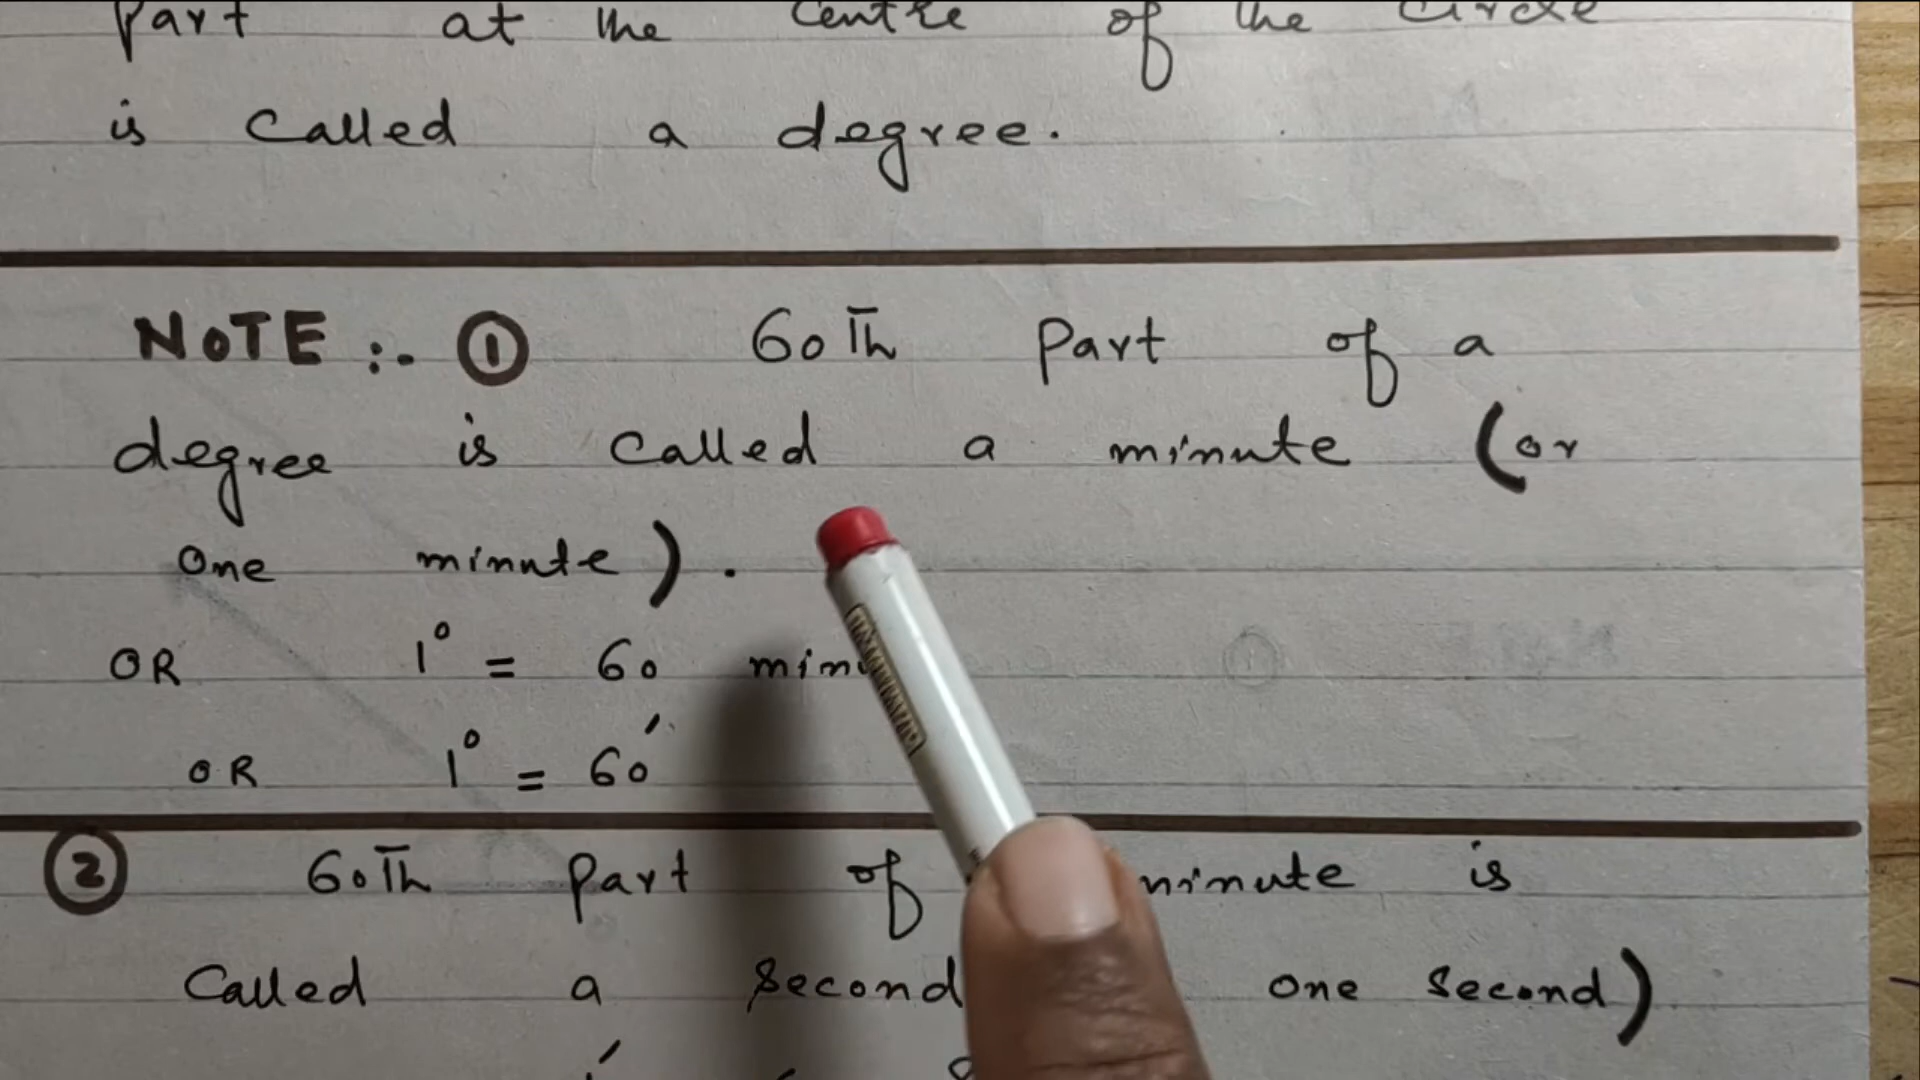 Part at the Centre of the Circle
is Called a degree.
NOTE :- ① 60Th Part of a
degree is called a minute (or
One minute).
OR 1° = 60
OR 1° = 60′
② 60Th Part of minute is
Called a Second One Second)